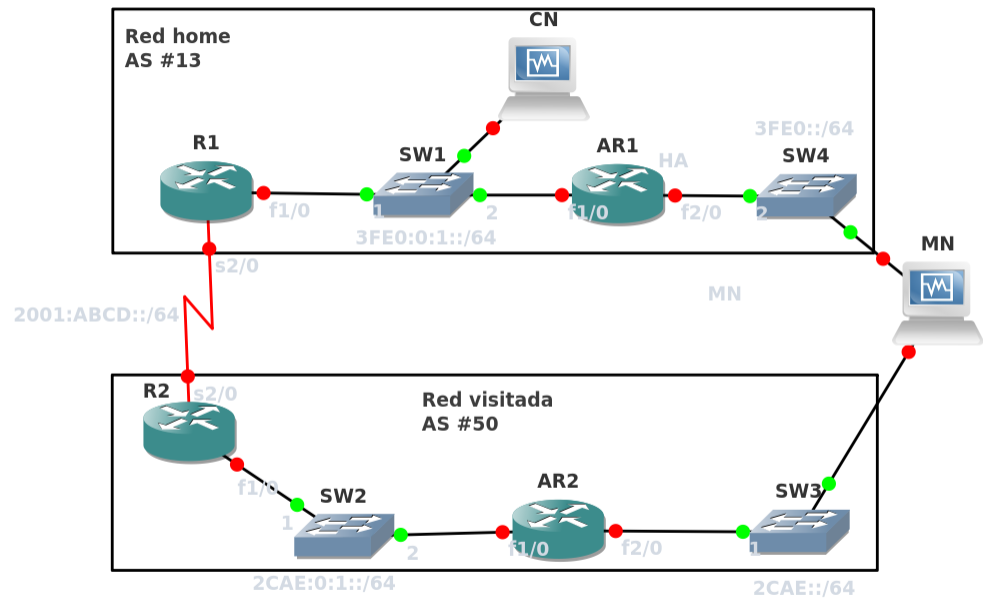 CN
Red home
AS #13
R1
SW1
AR1
HA
3FE0::/64
SW4
f1/0
1
2
f1/0
f2/0
2
3FE0:0:1::/64
s2/0
MN
MN
2001:ABCD::/64
R2
s2/0
Red visitada
AS #50
f1/0
SW2
AR2
SW3
1
2
f1/0
f2/0
1
2CAE:0:1::/64
2CAE::/64